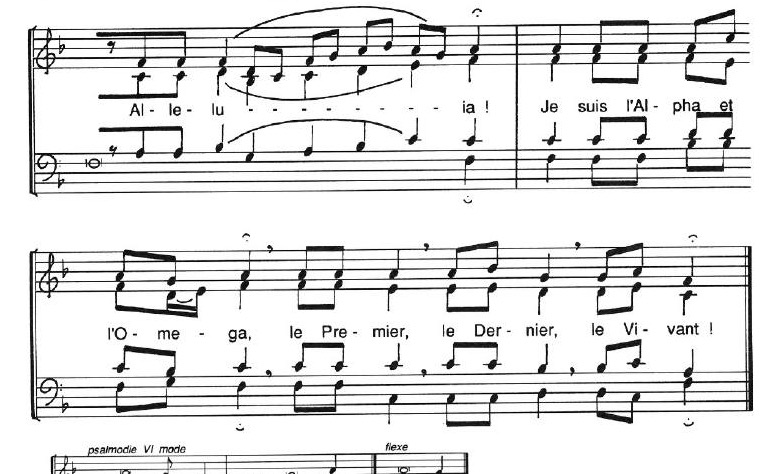 Al - le - lu - - - - - - - ia ! Je suis l'Al - pha et
l'O - me - ga, le Pre - mier, le Der - nier, le Vi - vant !
psalmodie VI mode flexe